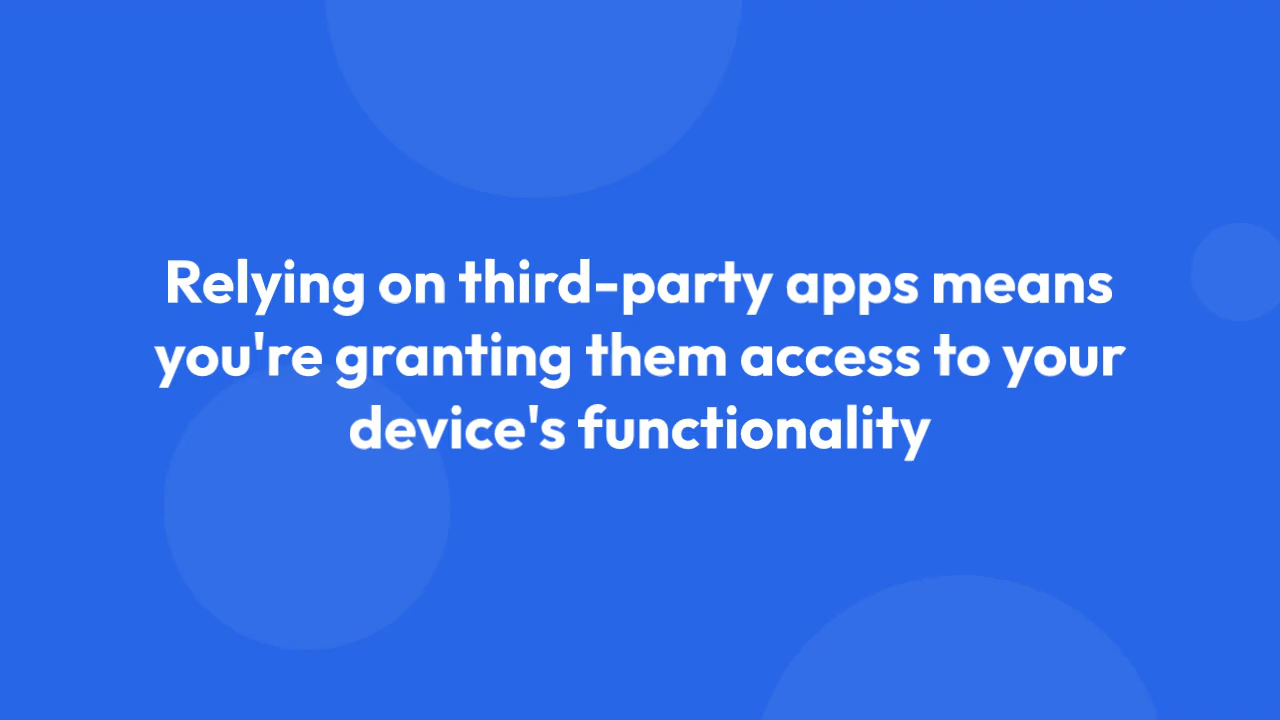 Relying on third-party apps means
you're granting them access to your
device's functionality